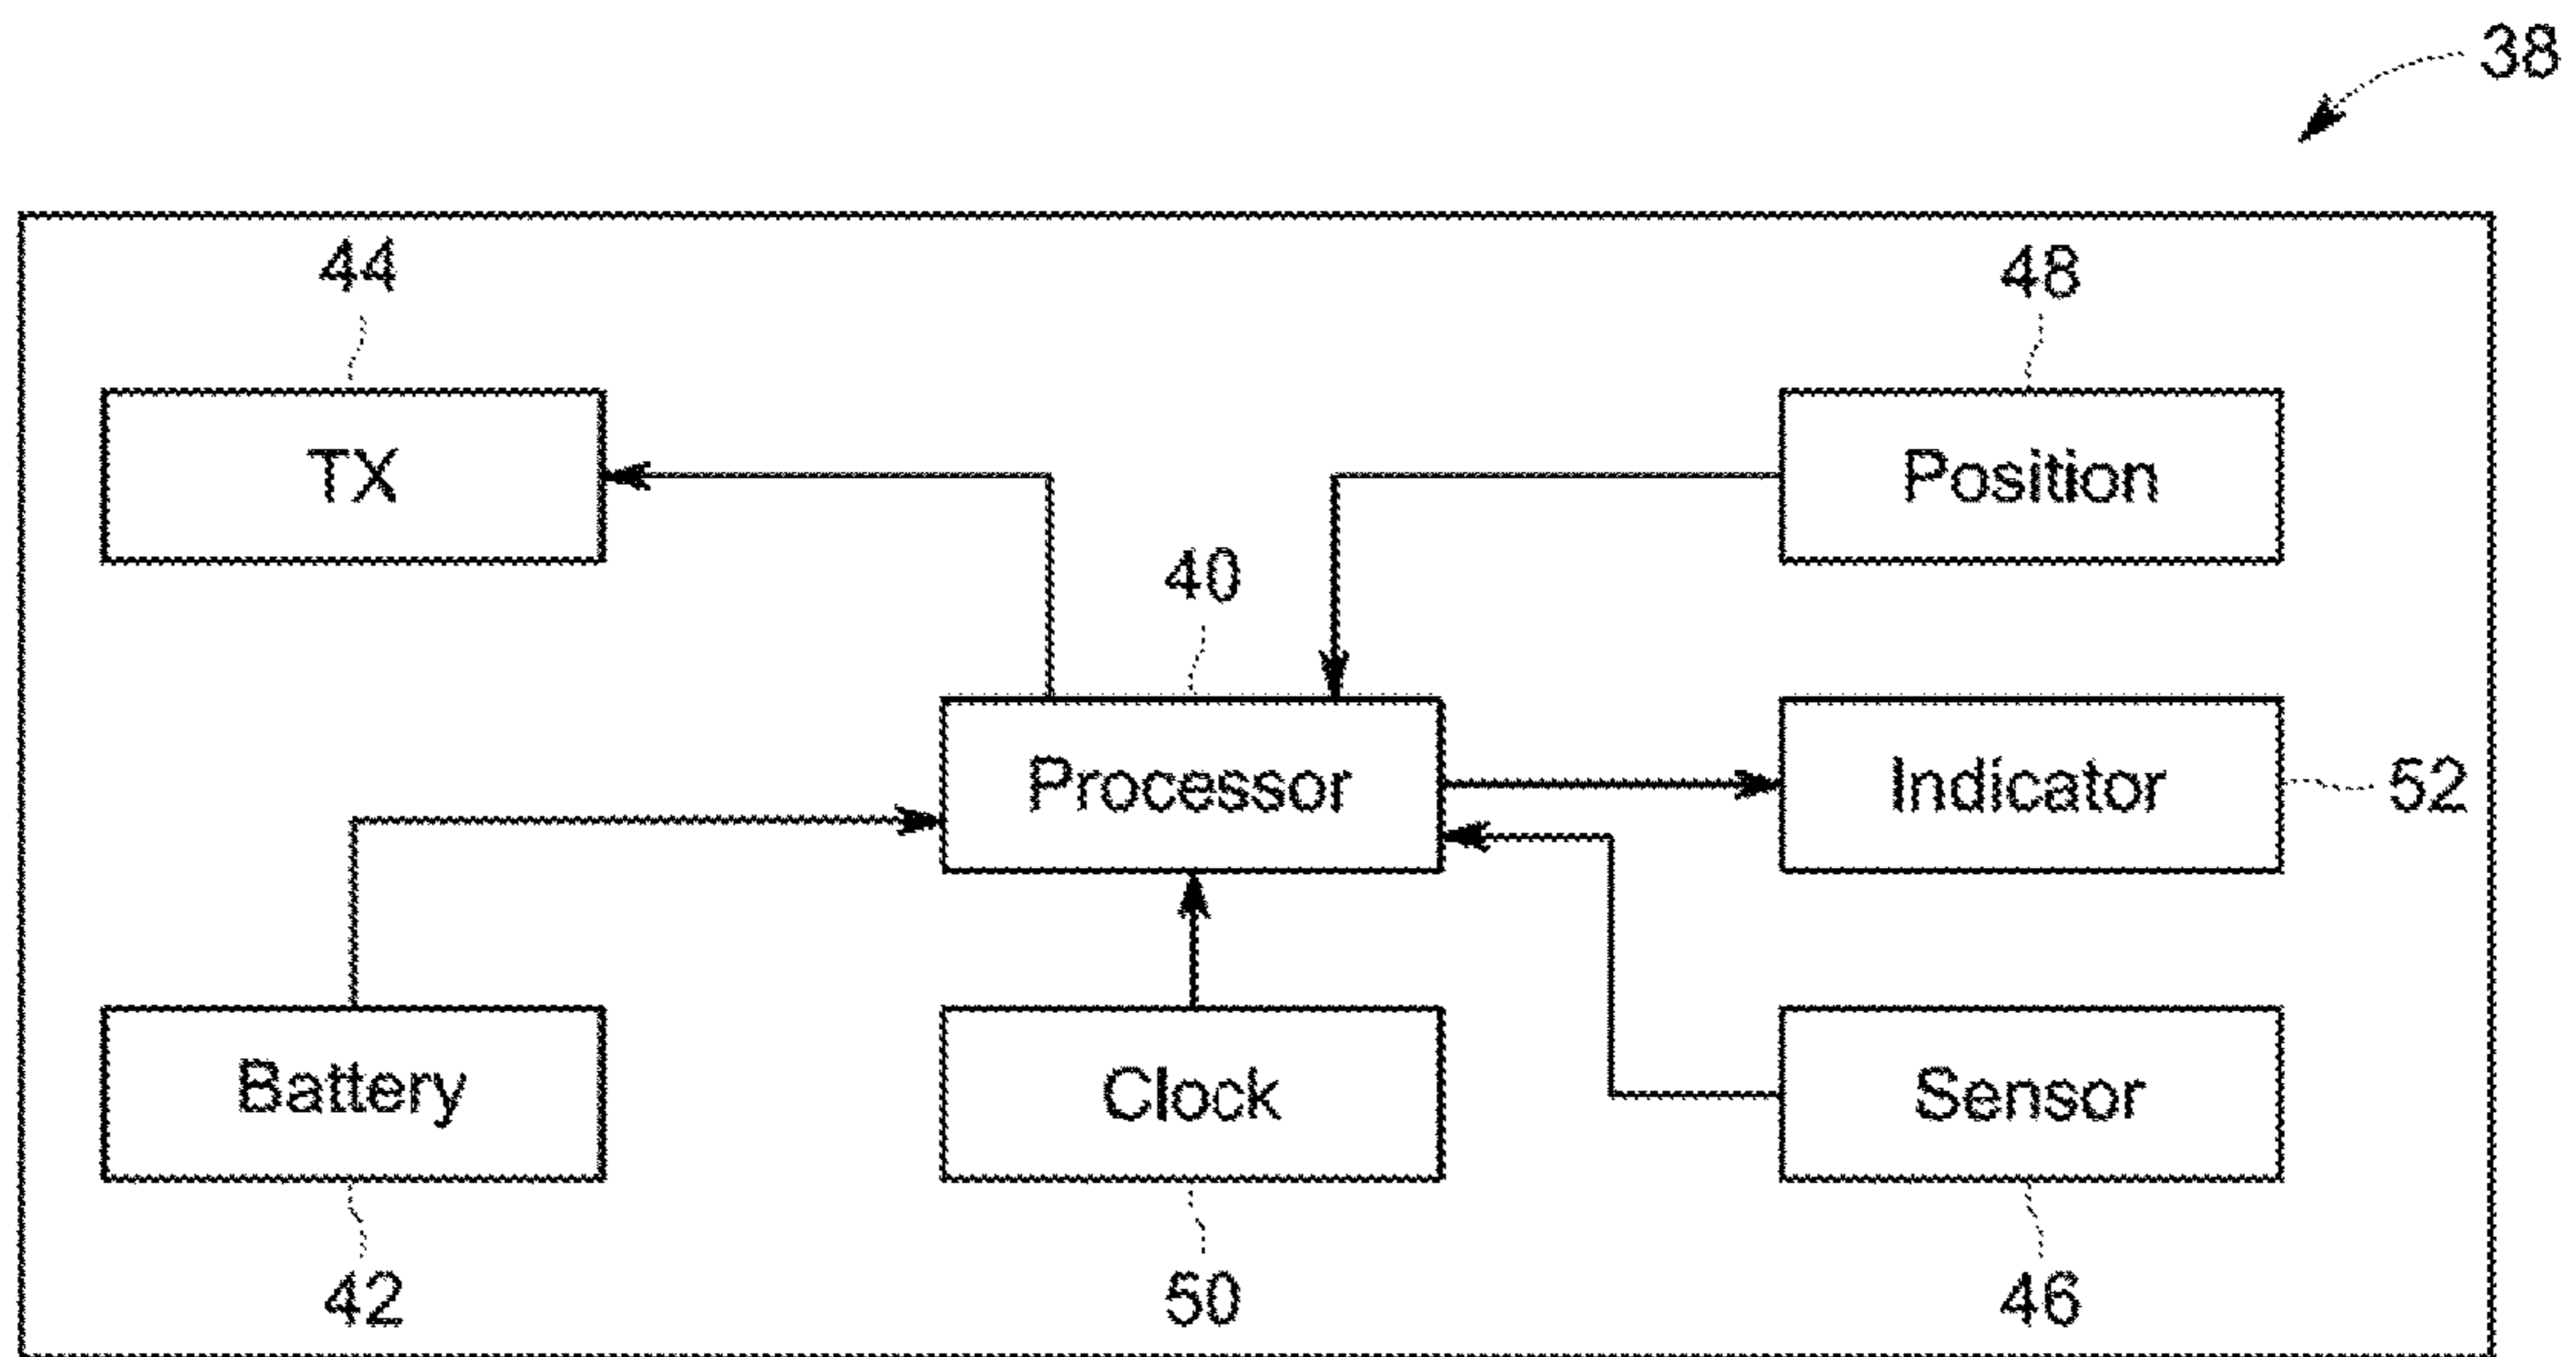 38
44
48
TX
Position
40
Processor
Indicator
52
Battery
Clock
Sensor
42
50
46